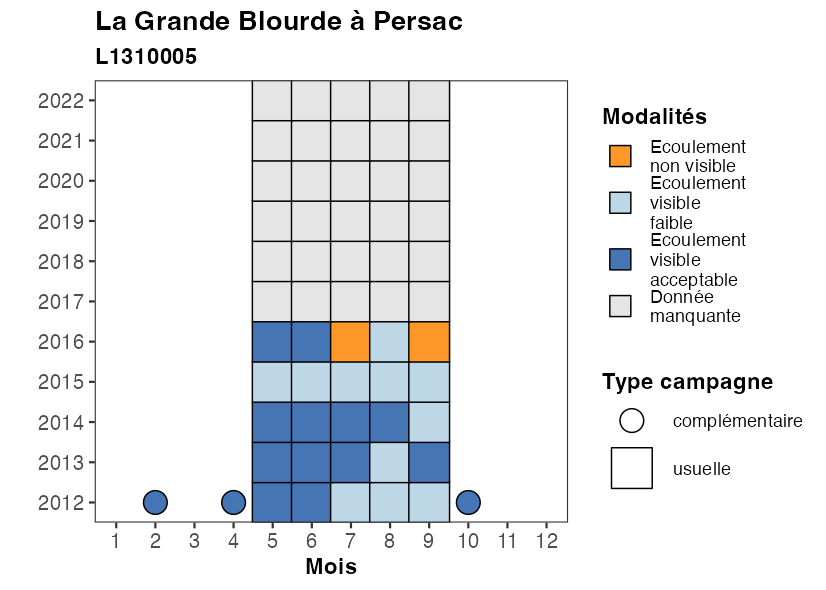 La Grande Blourde à Persac
L1310005
2022
2021
2020
2019
2018
2017
2016
2015
2014
2013
2012
1 2 3 4 5 6 7 8 9 10 11 12
Mois
Modalités
Ecoulement
non visible
Ecoulement
visible
faible
Ecoulement
visible
acceptable
Donnée
manquante
Type campagne
complémentaire
usuelle